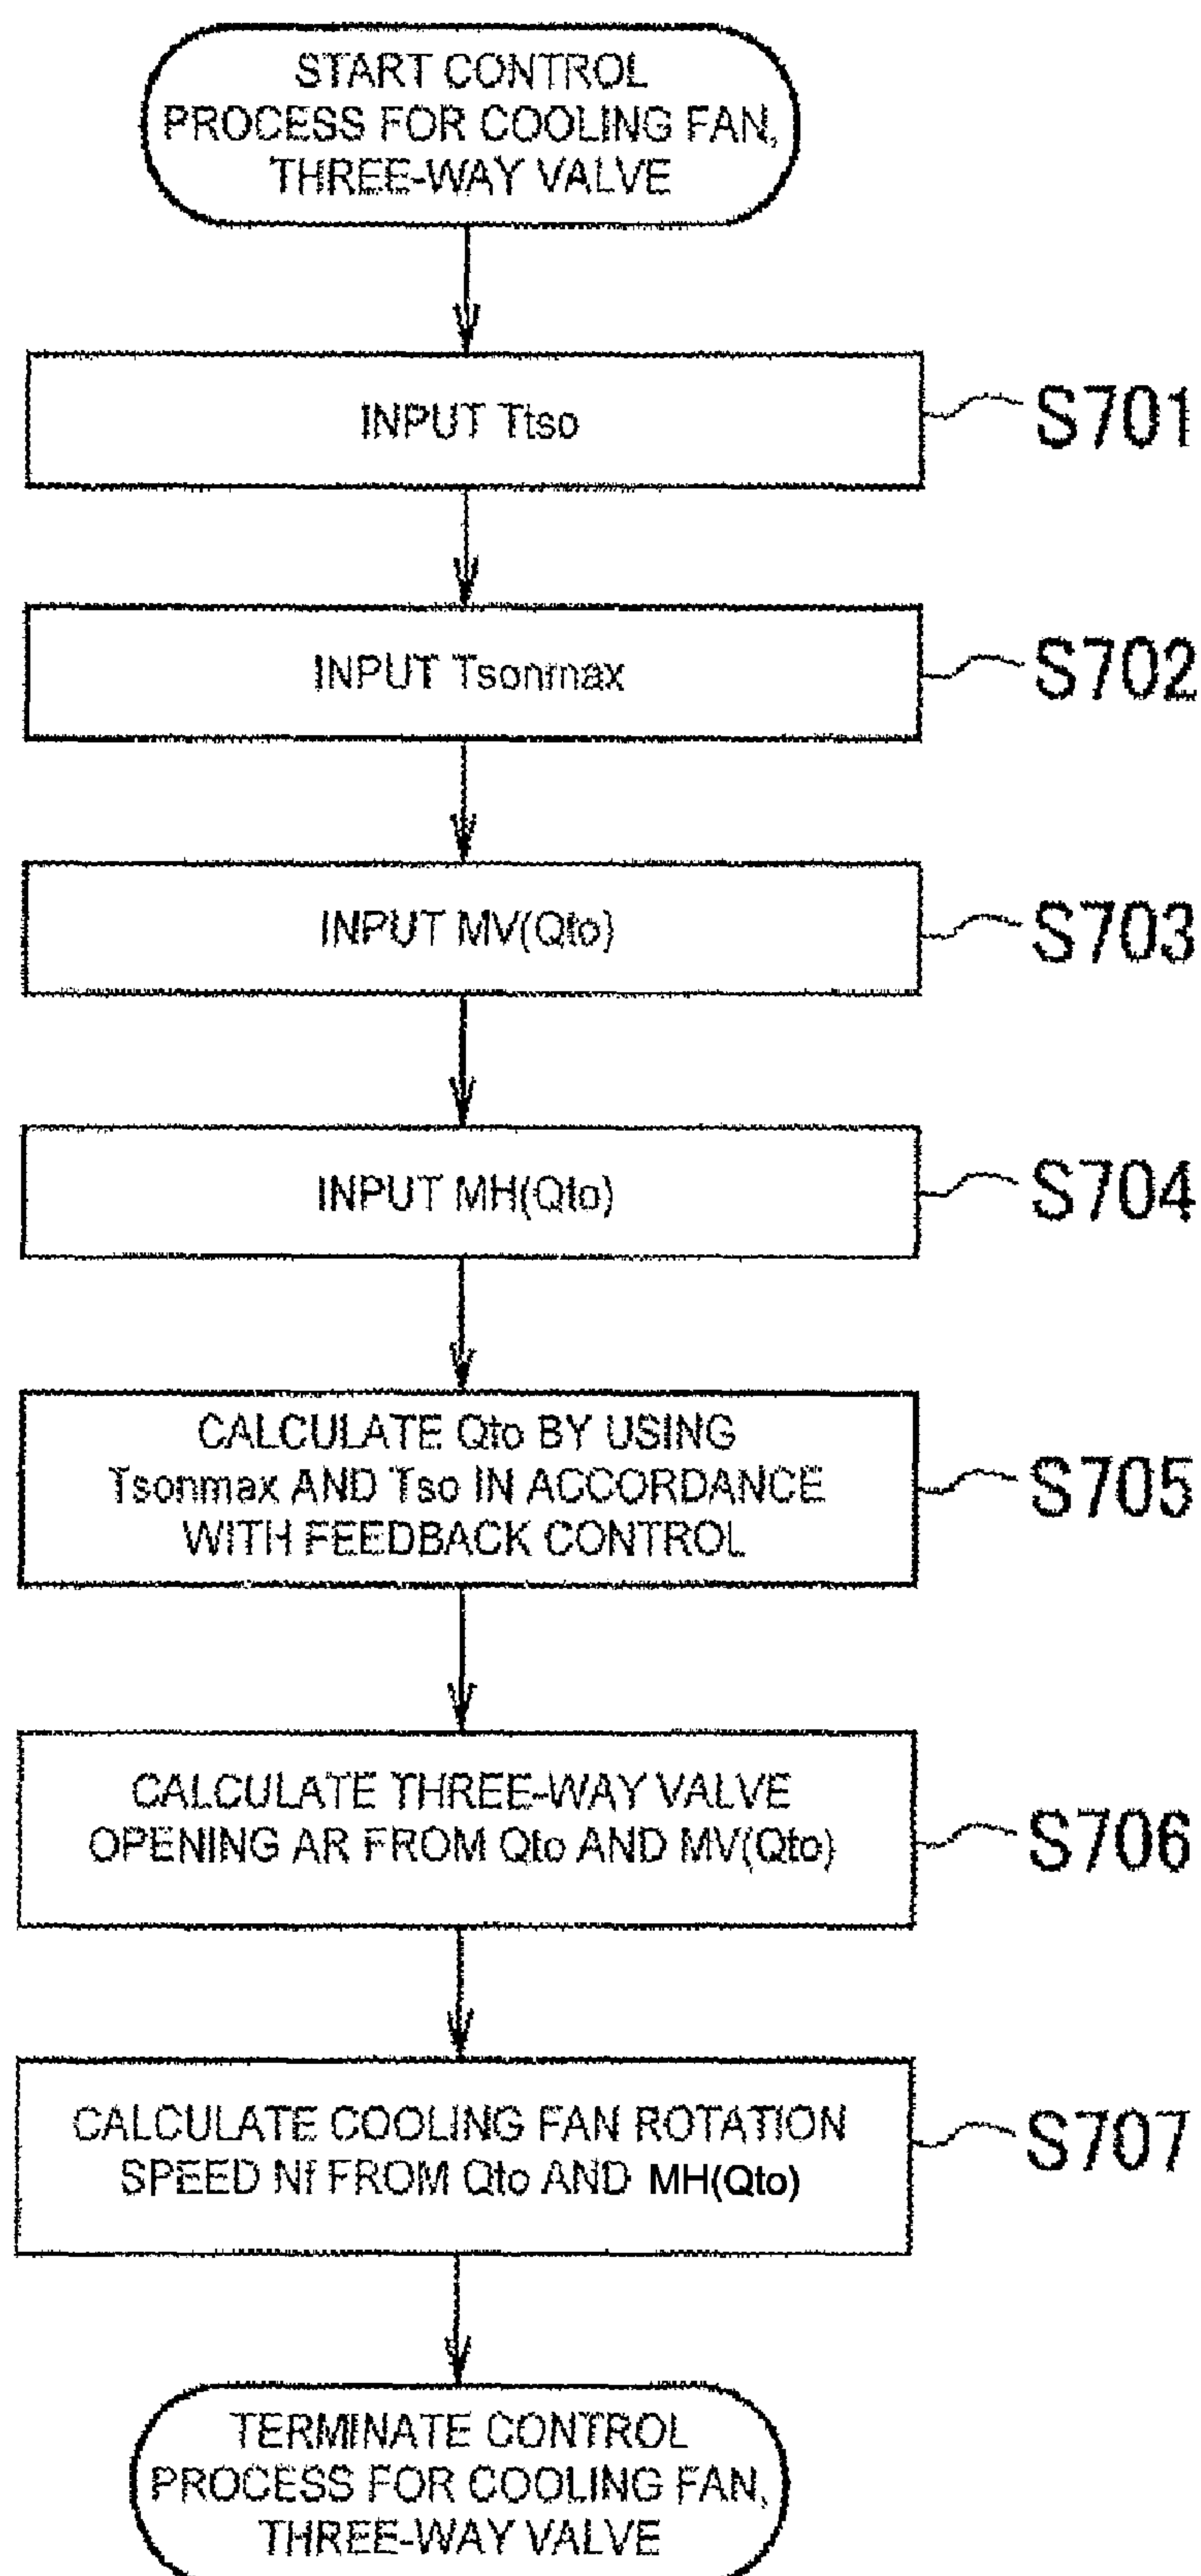 START CONTROL
PROCESS FOR COOLING FAN,
THREE-WAY VALVE
INPUT Ttso
S701
INPUT Tsonmax
S702
INPUT MV(Qto)
S703
INPUT MH(Qto)
S704
CALCULATE Qto BY USING
Tsonmax AND Tso IN ACCORDANCE
WITH FEEDBACK CONTROL
S705
CALCULATE THREE-WAY VALVE
OPENING AR FROM Qto AND MV(Qto)
S706
CALCULATE COOLING FAN ROTATION
SPEED Nf FROM Qto AND MH(Qto)
S707
TERMINATE CONTROL
PROCESS FOR COOLING FAN,
THREE-WAY VALVE